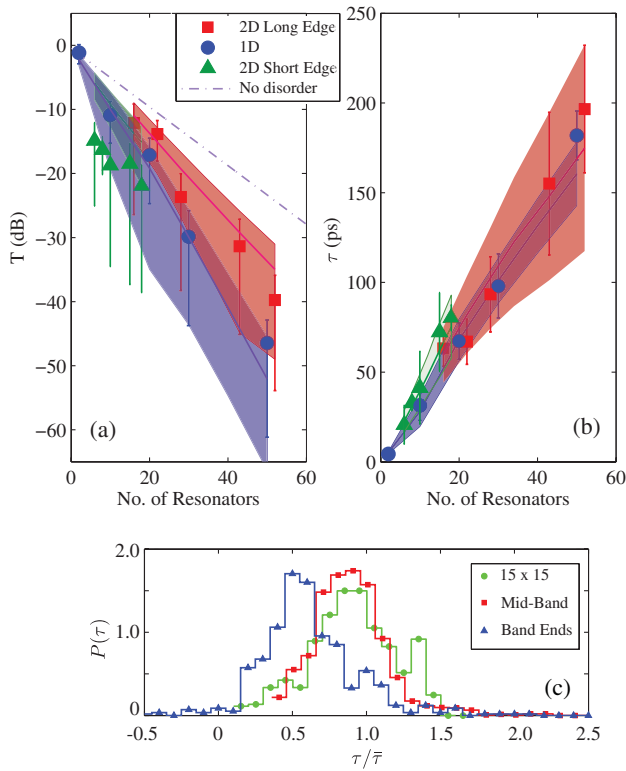 0
−10
−20
−30
−40
−50
−60
T (dB)
0 20 40 60
No. of Resonators
(a)
2D Long Edge
1D
2D Short Edge
No disorder
250
200
150
100
50
0
τ (ps)
0 20 40 60
No. of Resonators
(b)
2.0
1.0
0
P(τ)
-0.5 0 0.5 1.0 1.5 2.0 2.5
τ/τ̄
15 x 15
Mid-Band
Band Ends
(c)